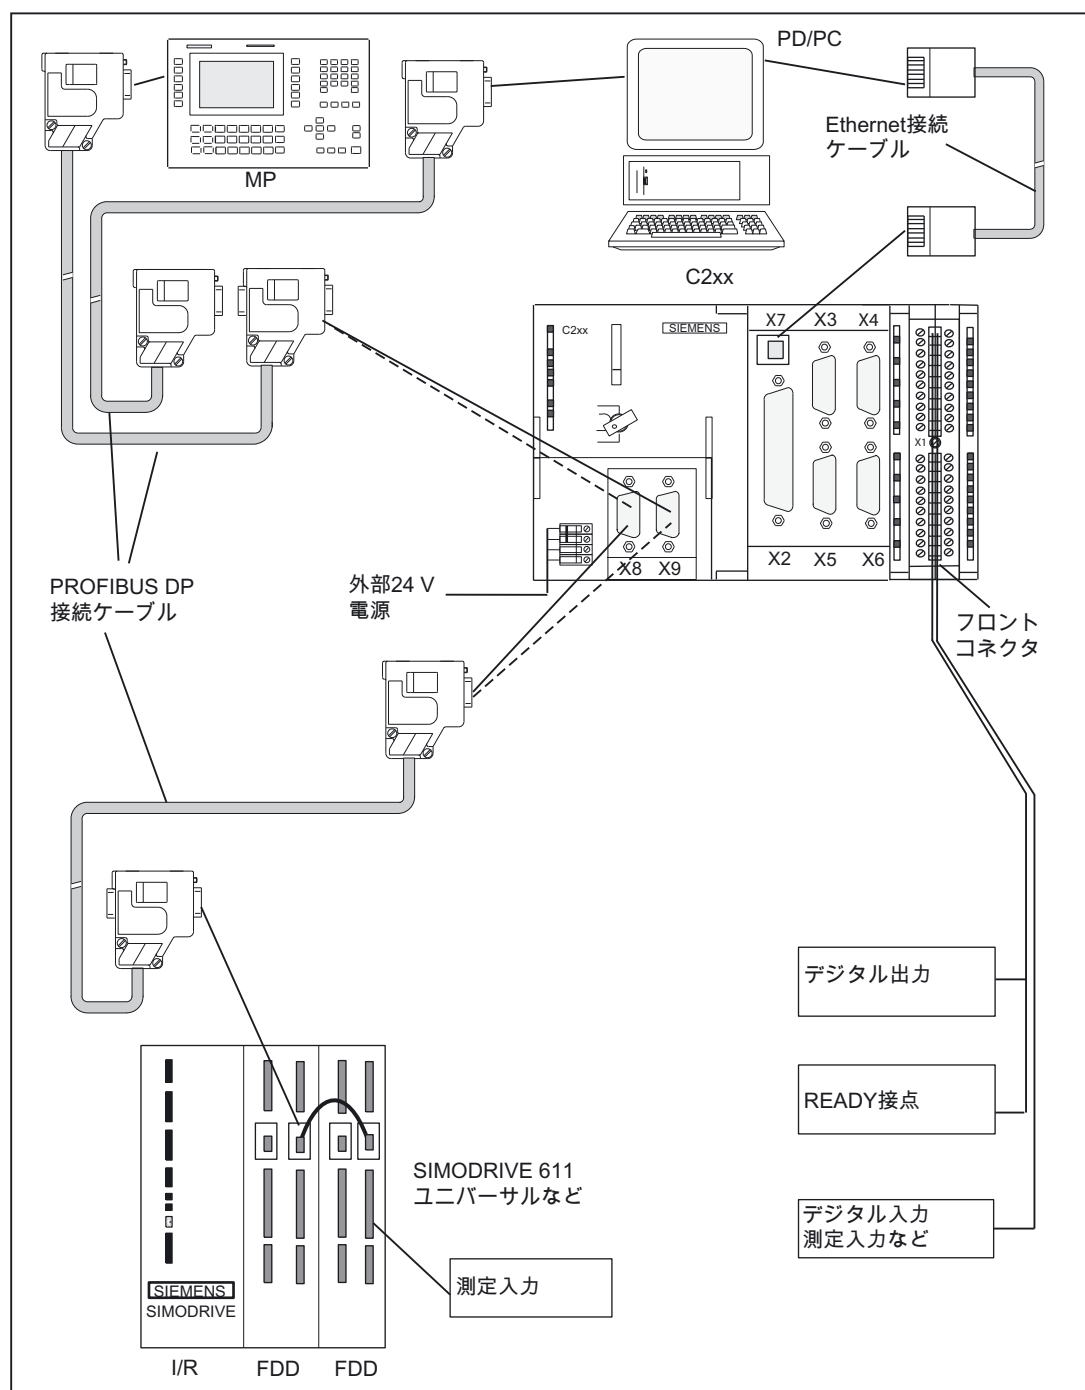 PD/PC
Ethernet接続
ケーブル
MP
C2xx
C2xx
SIEMENS
X7
X3
X4
X1
X2
X5
X6
X8
X9
PROFIBUS DP
接続ケーブル
外部24 V
電源
フロント
コネクタ
デジタル出力
READY接点
SIMODRIVE 611
ユニバーサルなど
デジタル入力
測定入力など
測定入力
SIEMENS
SIMODRIVE
I/R
FDD
FDD